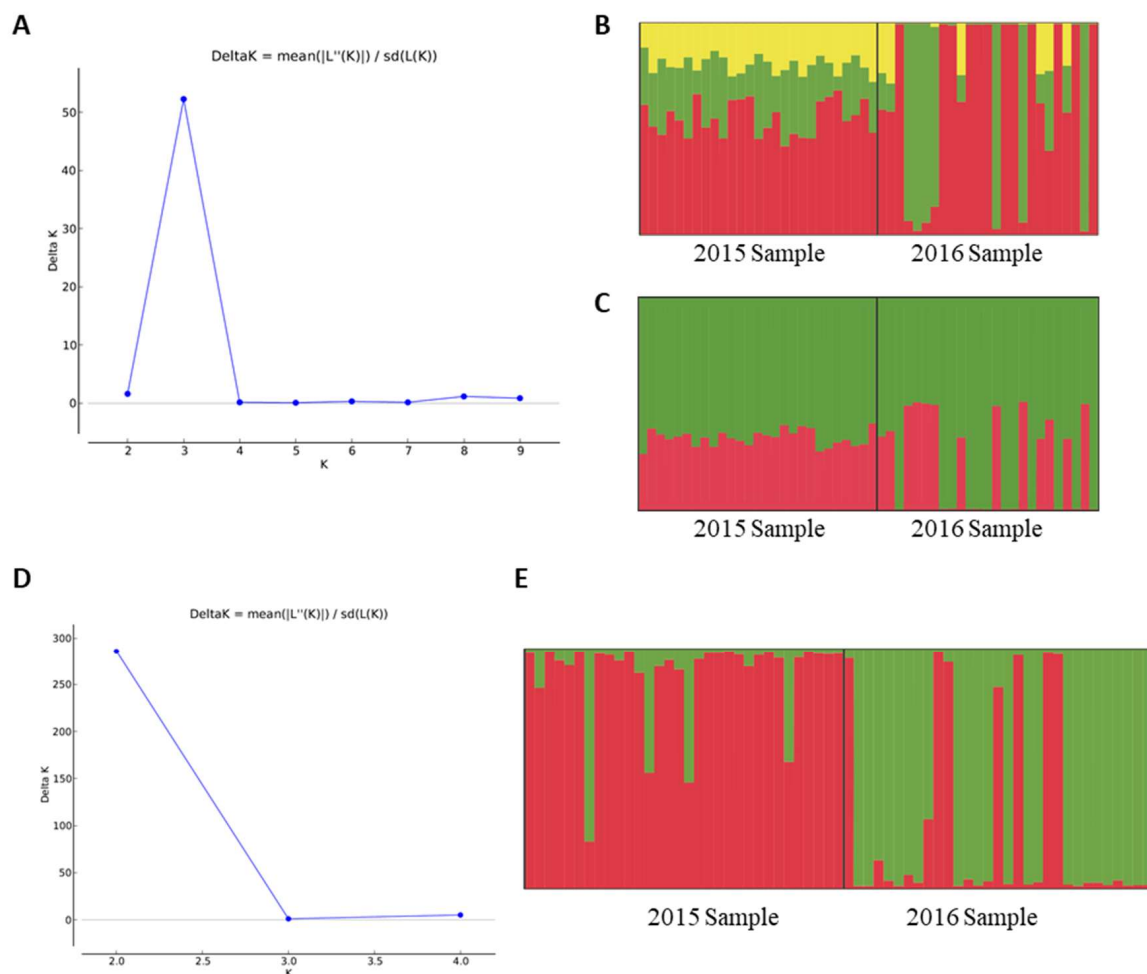 A
DeltaK = mean(|L''(K)|) / sd(L(K))
50
40
30
20
10
0
Delta K
2 3 4 5 6 7 8 9
K
B
2015 Sample 2016 Sample
C
2015 Sample 2016 Sample
D
DeltaK = mean(|L''(K)|) / sd(L(K))
300
250
200
150
100
50
0
Delta K
2.0 2.5 3.0 3.5 4.0
K
E
2015 Sample 2016 Sample